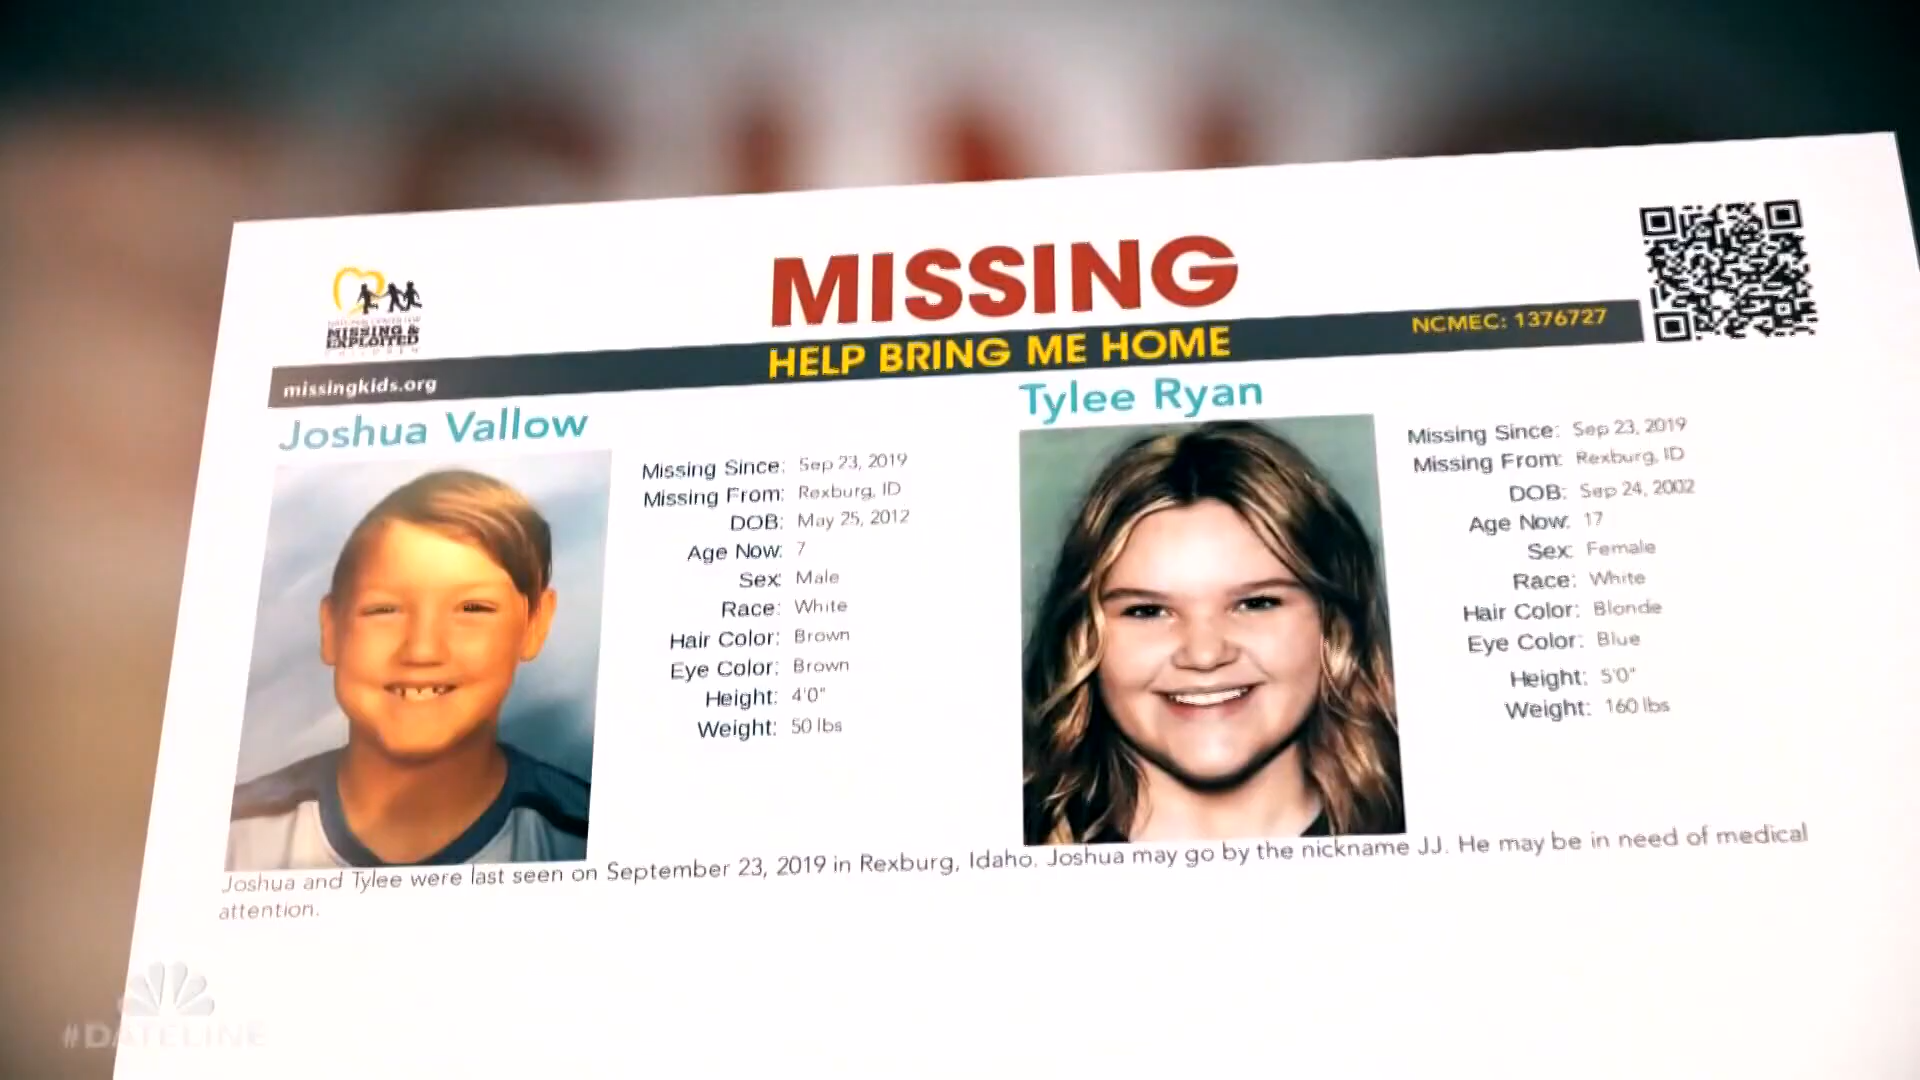 MISSING
HELP BRING ME HOME
NCMEC: 1376727
MISSING &
EXPLOITED
CHILDREN
missingkids.org
Joshua Vallow
Missing Since: Sep 23, 2019
Missing From: Rexburg, ID
DOB: May 25, 2012
Age Now: 7
Sex: Male
Race: White
Hair Color: Brown
Eye Color: Brown
Height: 4'0"
Weight: 50 lbs
Tylee Ryan
Missing Since: Sep 23, 2019
Missing From: Rexburg, ID
DOB: Sep 24, 2002
Age Now: 17
Sex: Female
Race: White
Hair Color: Blonde
Eye Color: Blue
Height: 5'0"
Weight: 160 lbs
Joshua and Tylee were last seen on September 23, 2019 in Rexburg, Idaho. Joshua may go by the nickname JJ. He may be in need of medical
attention.
#DATELINE